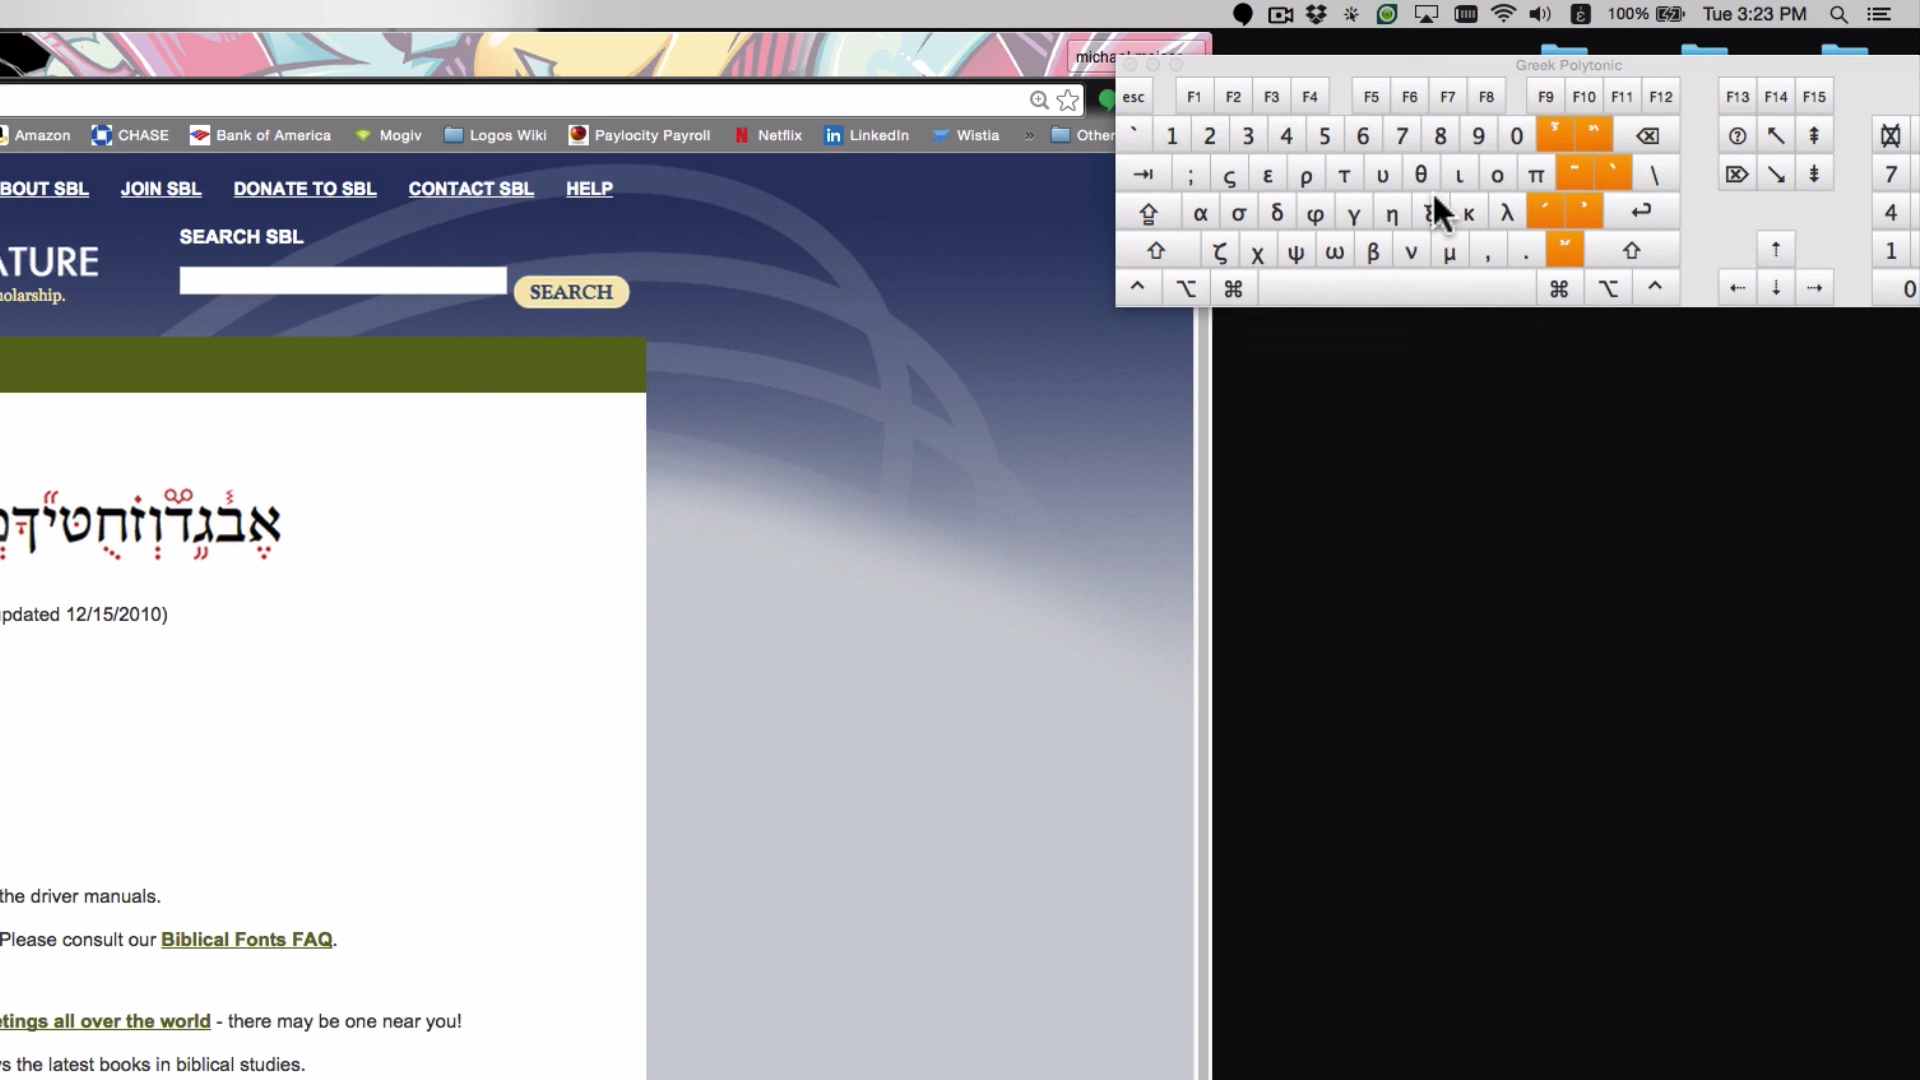 100% Tue 3:23 PM
Greek Polytonic
esc F1 F2 F3 F4 F5 F6 F7 F8 F9 F10 F11 F12 F13 F14 F15
Amazon CHASE Bank of America Mogiv Logos Wiki Paylocity Payroll Netflix LinkedIn Wistia » Other
` 1 2 3 4 5 6 7 8 9 0
; ς ε ρ τ υ θ ι ο π ~ ` \ 7
α σ δ φ γ η ξ κ λ ´ ᾿ 4
ζ χ ψ ω β ν μ , . 1
^ ⌥ ⌘ ⌘ ⌥ ^ 0
BOUT SBL JOIN SBL DONATE TO SBL CONTACT SBL HELP
SEARCH SBL
ATURE
holarship.
SEARCH
pdated 12/15/2010)
the driver manuals.
Please consult our Biblical Fonts FAQ.
etings all over the world - there may be one near you!
s the latest books in biblical studies.